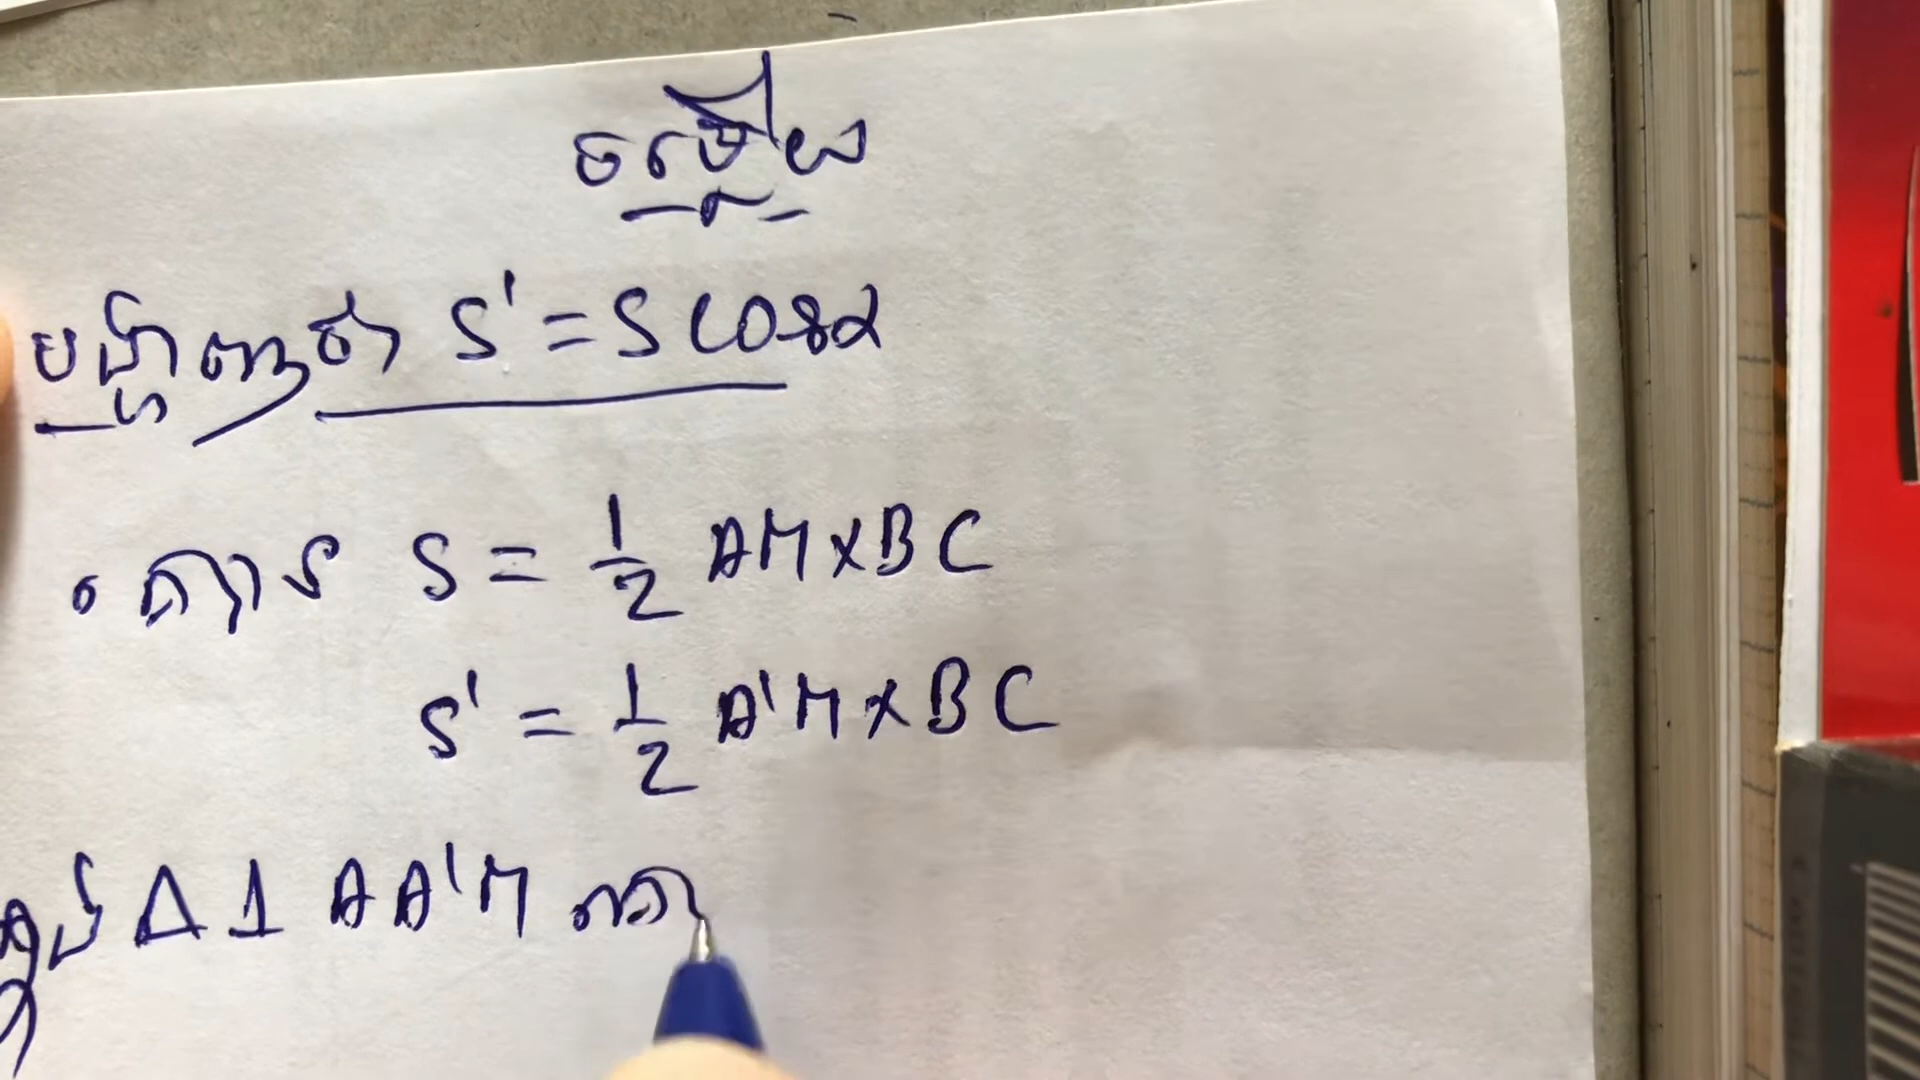 ចម្លើយ
បង្ហាញថា S' = S cosα
• គេមាន S = 1/2 AM×BC
S' = 1/2 A'M×BC
ក្នុង Δ⊥ AA'M គេ